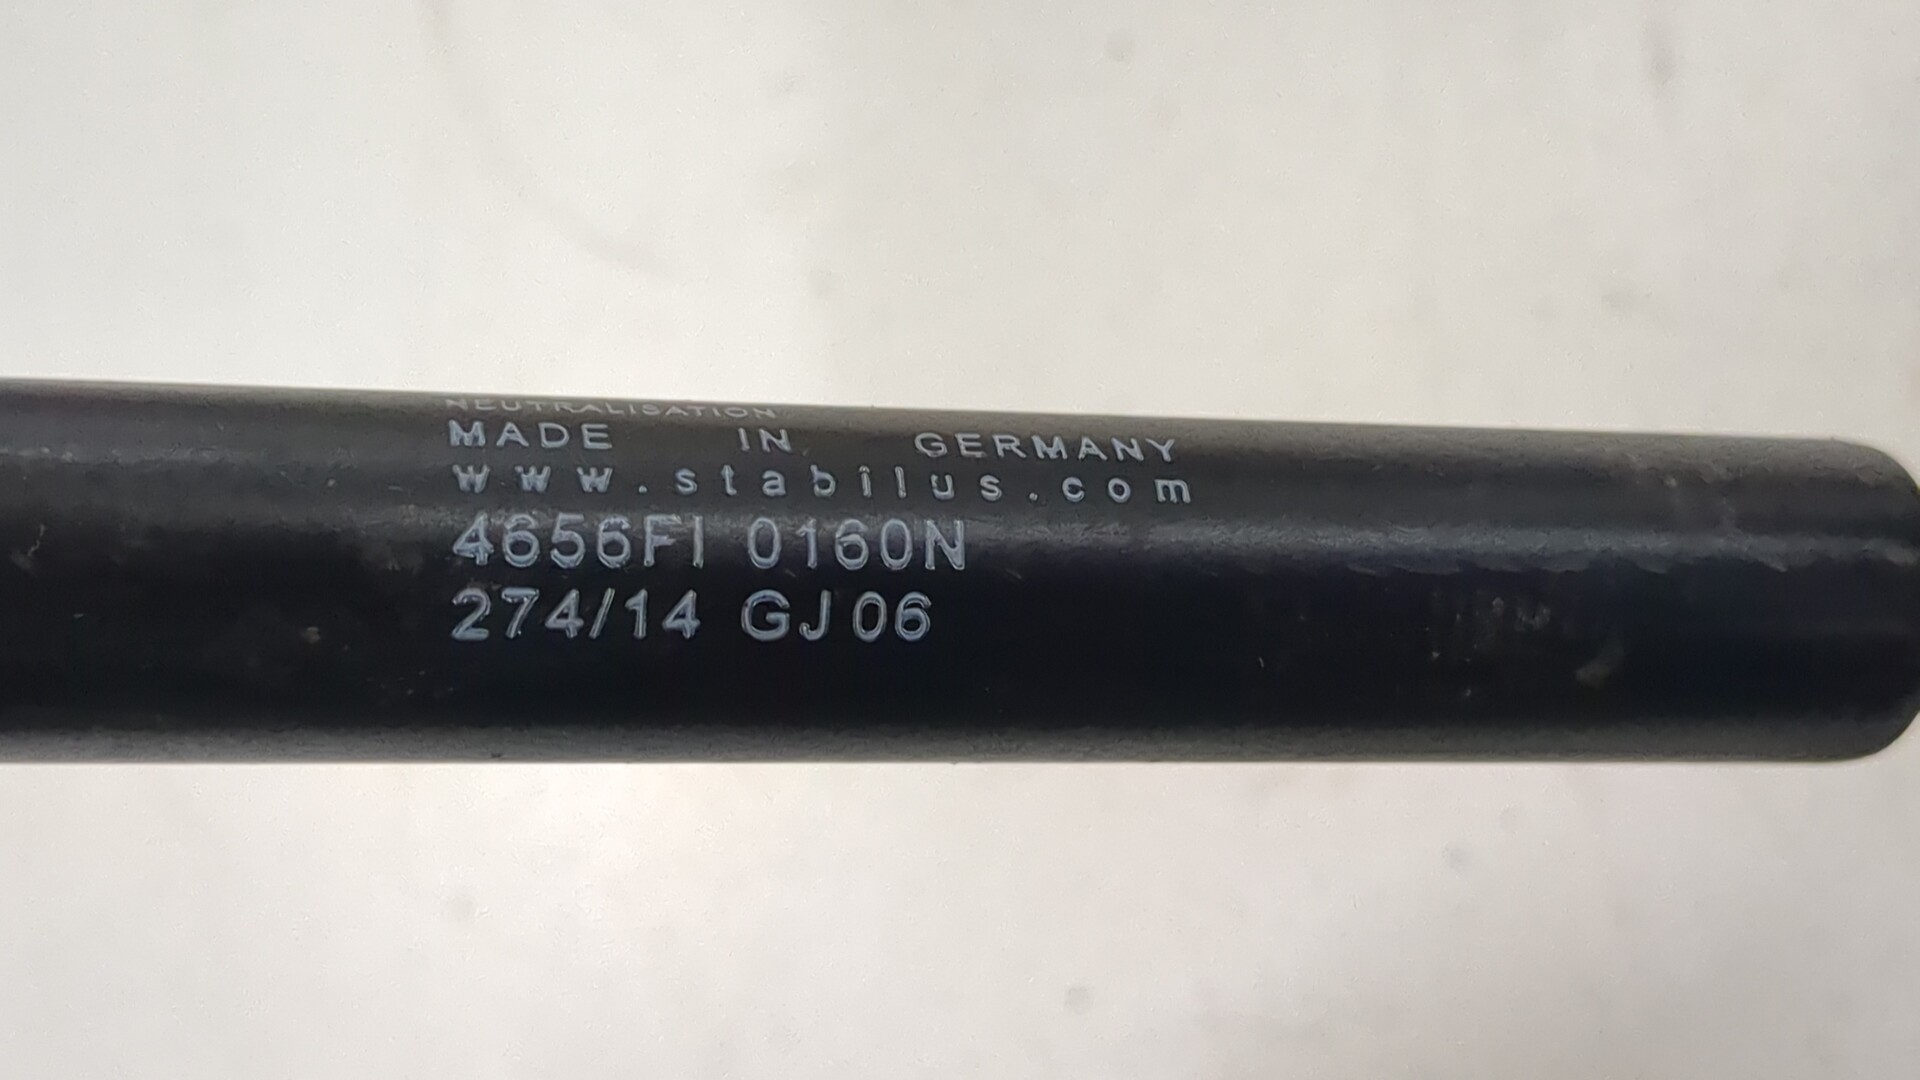 NEUTRALISATION
MADE IN GERMANY
www.stabilus.com
4656FI 0160N
274/14 GJ06